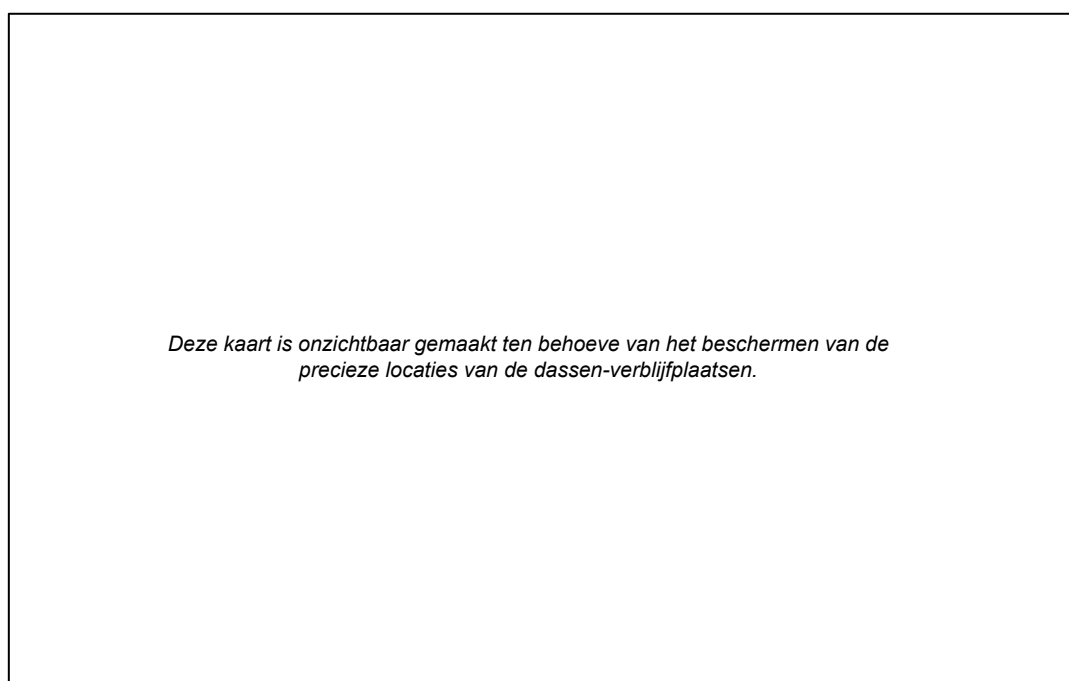 Deze kaart is onzichtbaar gemaakt ten behoeve van het beschermen van de
precieze locaties van de dassen-verblijfplaatsen.